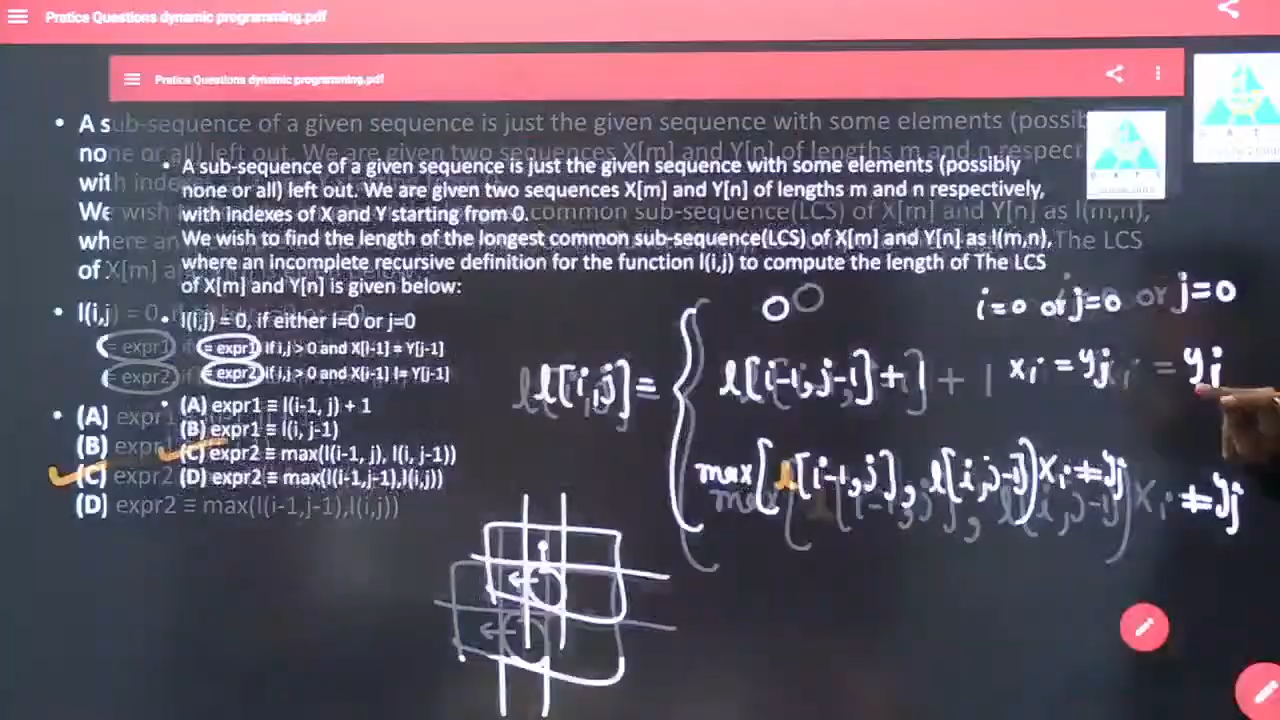 Pratice Questions dynamic programming.pdf
Pratice Questions dynamic programming.pdf
• A sub-sequence of a given sequence is just the given sequence with some elements (possibly
none or all) left out. We are given two sequences X[m] and Y[n] of lengths m and n respectively,
with indexes of X and Y starting from 0.
We wish to find the length of the longest common sub-sequence(LCS) of X[m] and Y[n] as l(m,n),
where an incomplete recursive definition for the function l(i,j) to compute the length of The LCS
of X[m] and Y[n] is given below:
• l(i,j) = 0, if either i=0 or j=0
= expr1, if i,j > 0 and X[i-1] = Y[j-1]
= expr2, if i,j > 0 and X[i-1] != Y[j-1]
• (A) expr1 ≡ l(i-1, j) + 1
(B) expr1 ≡ l(i, j-1)
(C) expr2 ≡ max(l(i-1, j), l(i, j-1))
(D) expr2 ≡ max(l(i-1,j-1),l(i,j))
0 i=0 or j=0
l[i,j] = l[i-1,j-1]+1 xi = yj
max[l[i-1,j], l[i,j-1]) xi ≠ yj